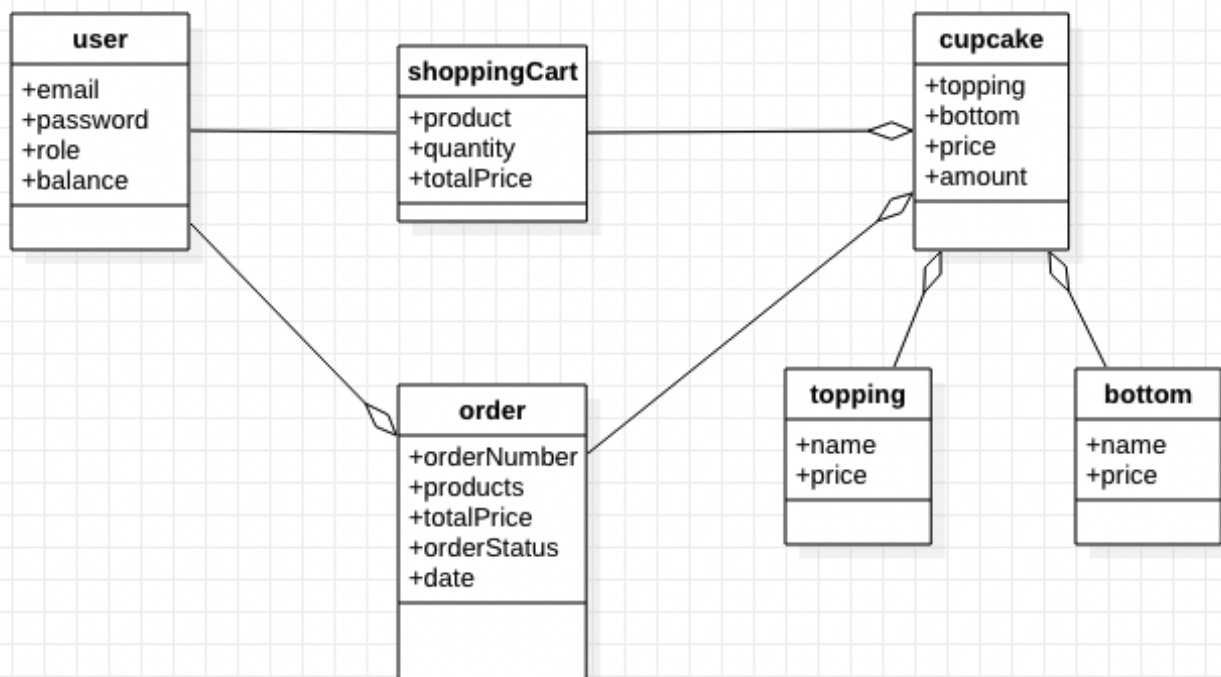 user
+email
+password
+role
+balance
shoppingCart
+product
+quantity
+totalPrice
cupcake
+topping
+bottom
+price
+amount
order
+orderNumber
+products
+totalPrice
+orderStatus
+date
topping
+name
+price
bottom
+name
+price